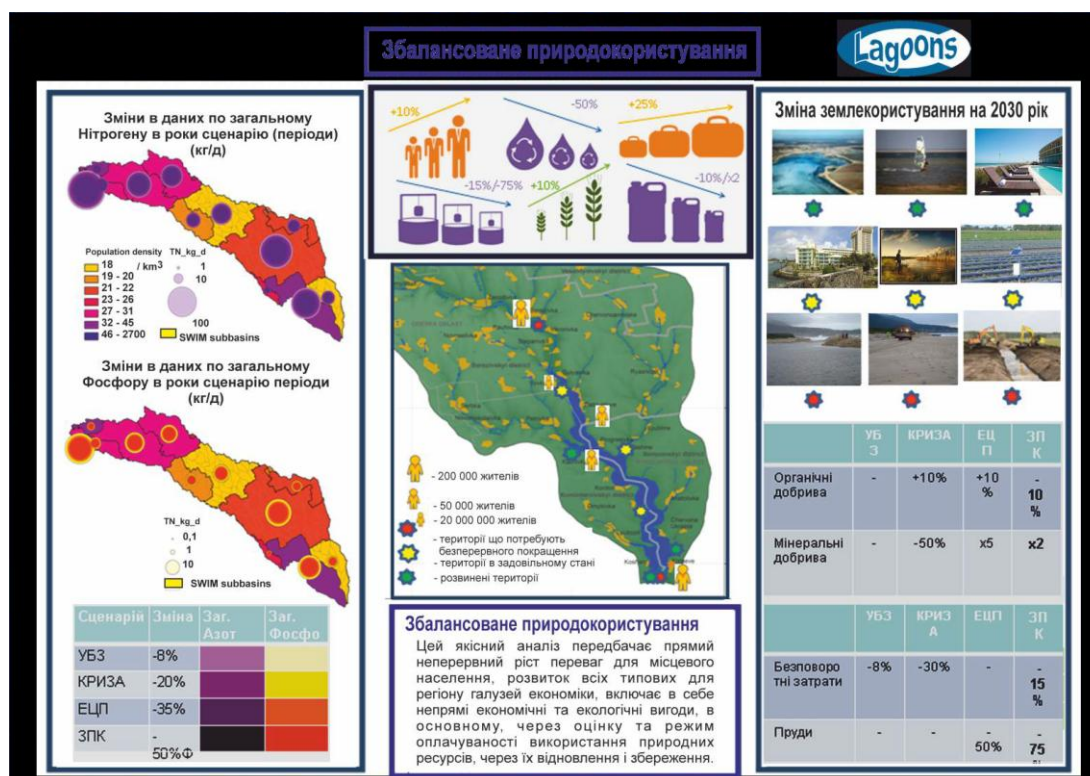 Збалансоване природокористування
Lagoons
Зміни в даних по загальному
Нітрогену в роки сценарію (періоди)
(кг/д)
Population density
/ km³
18
19 - 20
21 - 22
23 - 26
27 - 31
32 - 45
46 - 2700
TN_kg_d
1
10
100
SWIM subbasins
Зміни в даних по загальному
Фосфору в роки сценарію періоди
(кг/д)
TN_kg_d
0,1
1
10
SWIM subbasins
Сценарій Зміна Заг. Азот Заг. Фосфо
УБЗ -8%
КРИЗА -20%
ЕЦП -35%
ЗПК - 50%Ф
+10%
-50%
+25%
-15%/-75%
+10%
-10%/x2
- 200 000 жителів
- 50 000 жителів
- 20 000 000 жителів
- території що потребують
безперервного покращення
- території в задовільному стані
- розвинені території
Збалансоване природокористування
Цей якісний аналіз передбачає прямий
неперервний ріст переваг для місцевого
населення, розвиток всіх типових для
регіону галузей економіки, включає в себе
непрямі економічні та екологічні вигоди, в
основному, через оцінку та режим
оплачуваності використання природних
ресурсів, через їх відновлення і збереження.
Зміна землекористування на 2030 рік
УБ З КРИЗА ЕЦ П ЗП К
Органічні добрива - +10% +10 % - 10 %
Мінеральні добрива - -50% x5 x2
УБЗ КРИЗ А ЕЦП ЗП К
Безповоро тні затрати -8% -30% - - 15 %
Пруди - - - 50% - 75